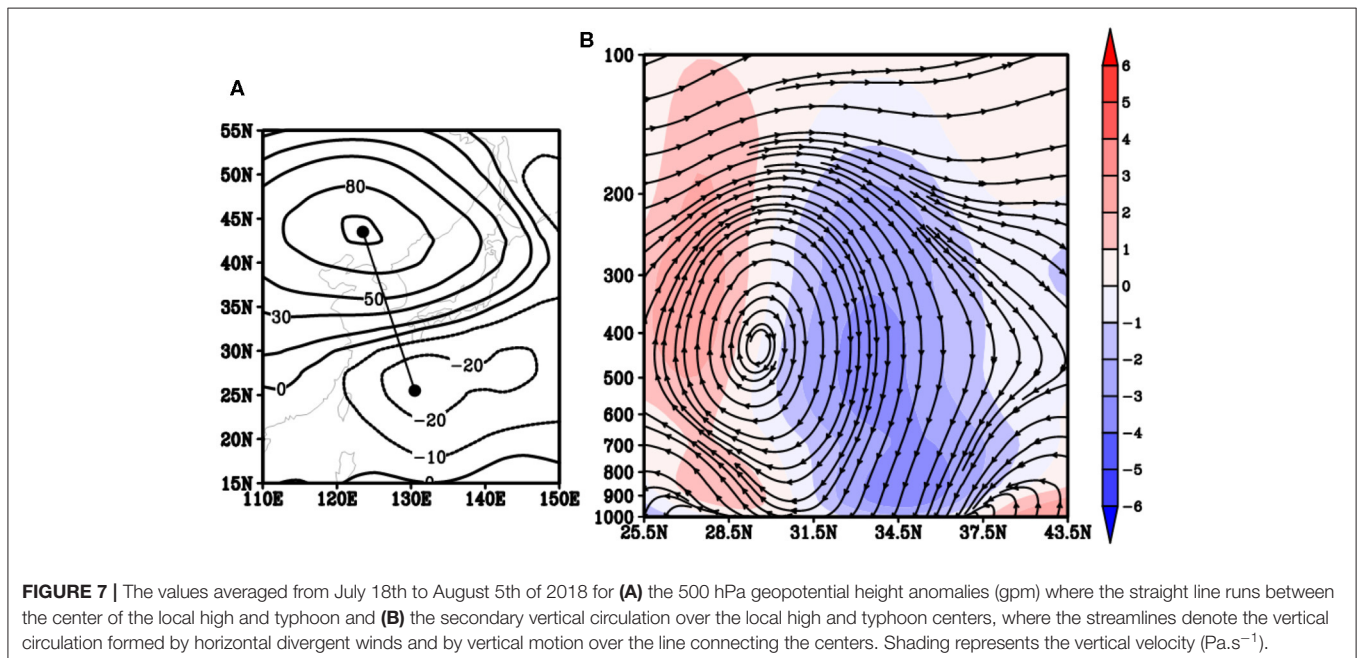 A
55N
50N
45N
40N
35N
30N
25N
20N
15N
110E 120E 130E 140E 150E
80
50
30
0
-20
-20
-10
0
B
100
200
300
400
500
600
700
800
900
1000
25.5N 28.5N 31.5N 34.5N 37.5N 43.5N
6
5
4
3
2
1
0
-1
-2
-3
-4
-5
-6
FIGURE 7 | The values averaged from July 18th to August 5th of 2018 for (A) the 500 hPa geopotential height anomalies (gpm) where the straight line runs between
the center of the local high and typhoon and (B) the secondary vertical circulation over the local high and typhoon centers, where the streamlines denote the vertical
circulation formed by horizontal divergent winds and by vertical motion over the line connecting the centers. Shading represents the vertical velocity (Pa.s−1).